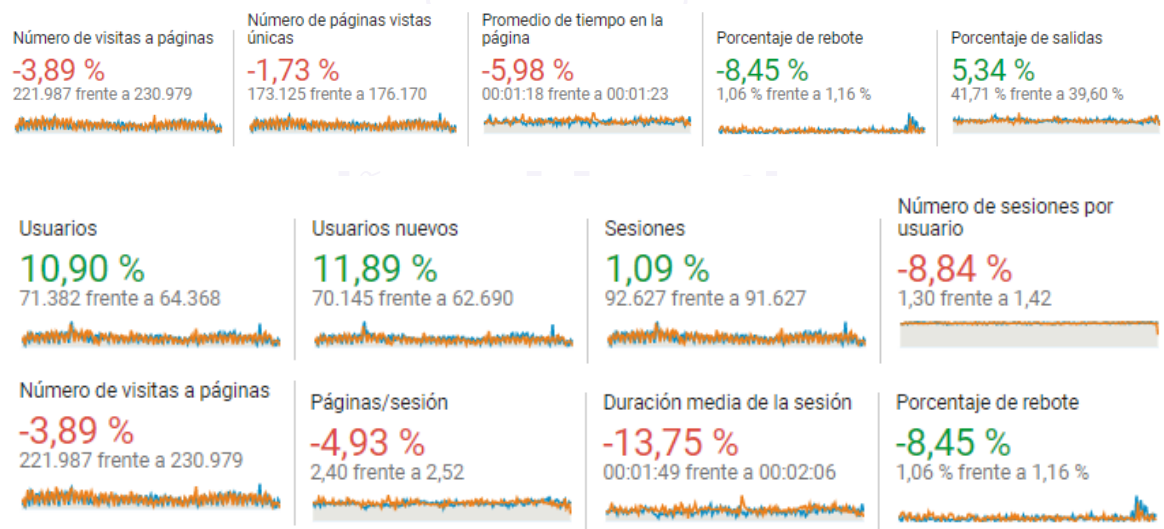 Número de visitas a páginas
-3,89 %
221.987 frente a 230.979
Número de páginas vistas
únicas
-1,73 %
173.125 frente a 176.170
Promedio de tiempo en la
página
-5,98 %
00:01:18 frente a 00:01:23
Porcentaje de rebote
-8,45 %
1,06 % frente a 1,16 %
Porcentaje de salidas
5,34 %
41,71 % frente a 39,60 %
Usuarios
10,90 %
71.382 frente a 64.368
Usuarios nuevos
11,89 %
70.145 frente a 62.690
Sesiones
1,09 %
92.627 frente a 91.627
Número de sesiones por
usuario
-8,84 %
1,30 frente a 1,42
Número de visitas a páginas
-3,89 %
221.987 frente a 230.979
Páginas/sesión
-4,93 %
2,40 frente a 2,52
Duración media de la sesión
-13,75 %
00:01:49 frente a 00:02:06
Porcentaje de rebote
-8,45 %
1,06 % frente a 1,16 %